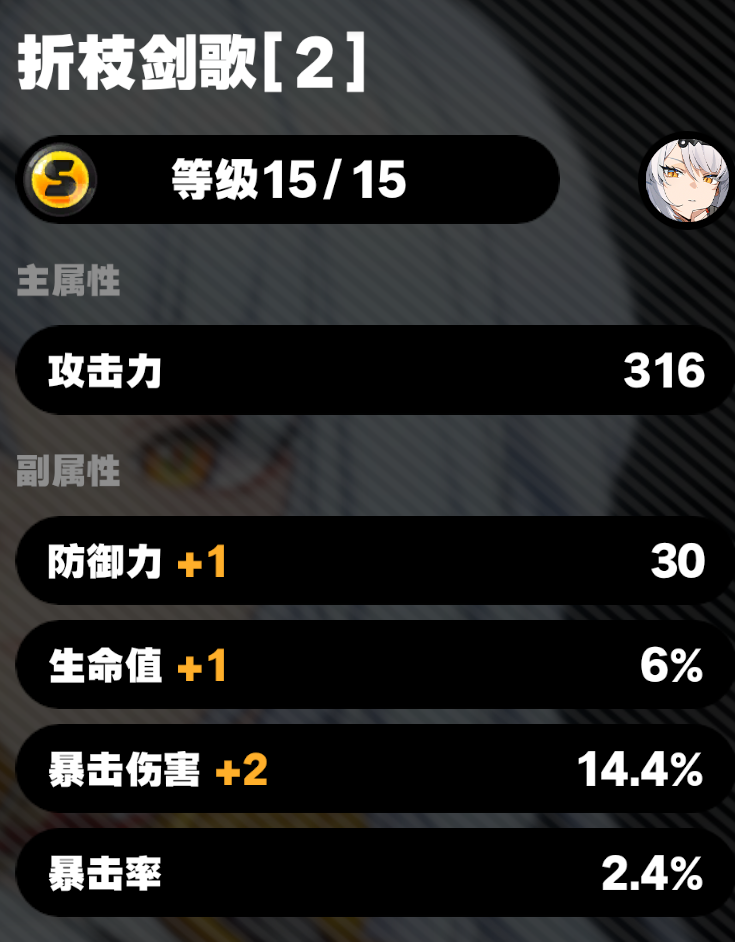 折枝剑歌[2]
S 等级15/15
主属性
攻击力 316
副属性
防御力 +1 30
生命值 +1 6%
暴击伤害 +2 14.4%
暴击率 2.4%